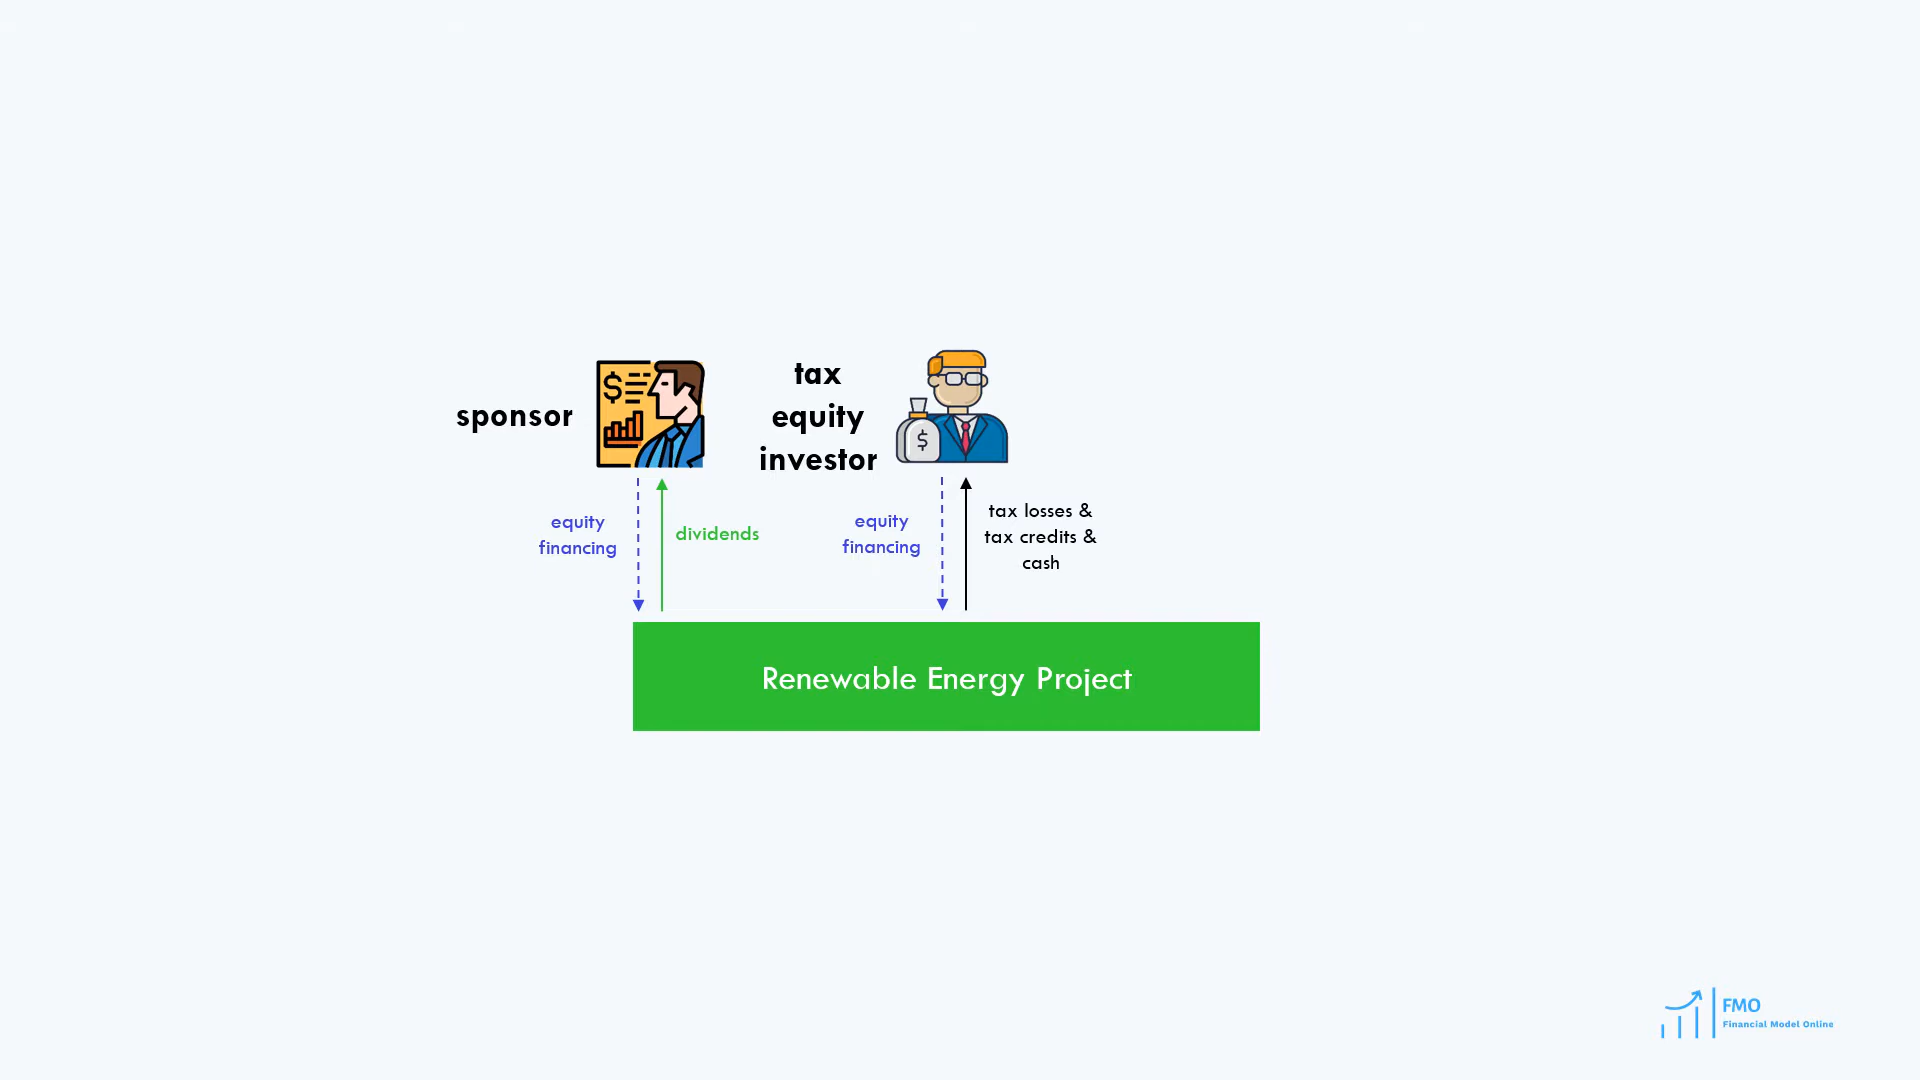 sponsor
tax
equity
investor
equity
financing
dividends
equity
financing
tax losses &
tax credits &
cash
Renewable Energy Project
FMO
Financial Model Online